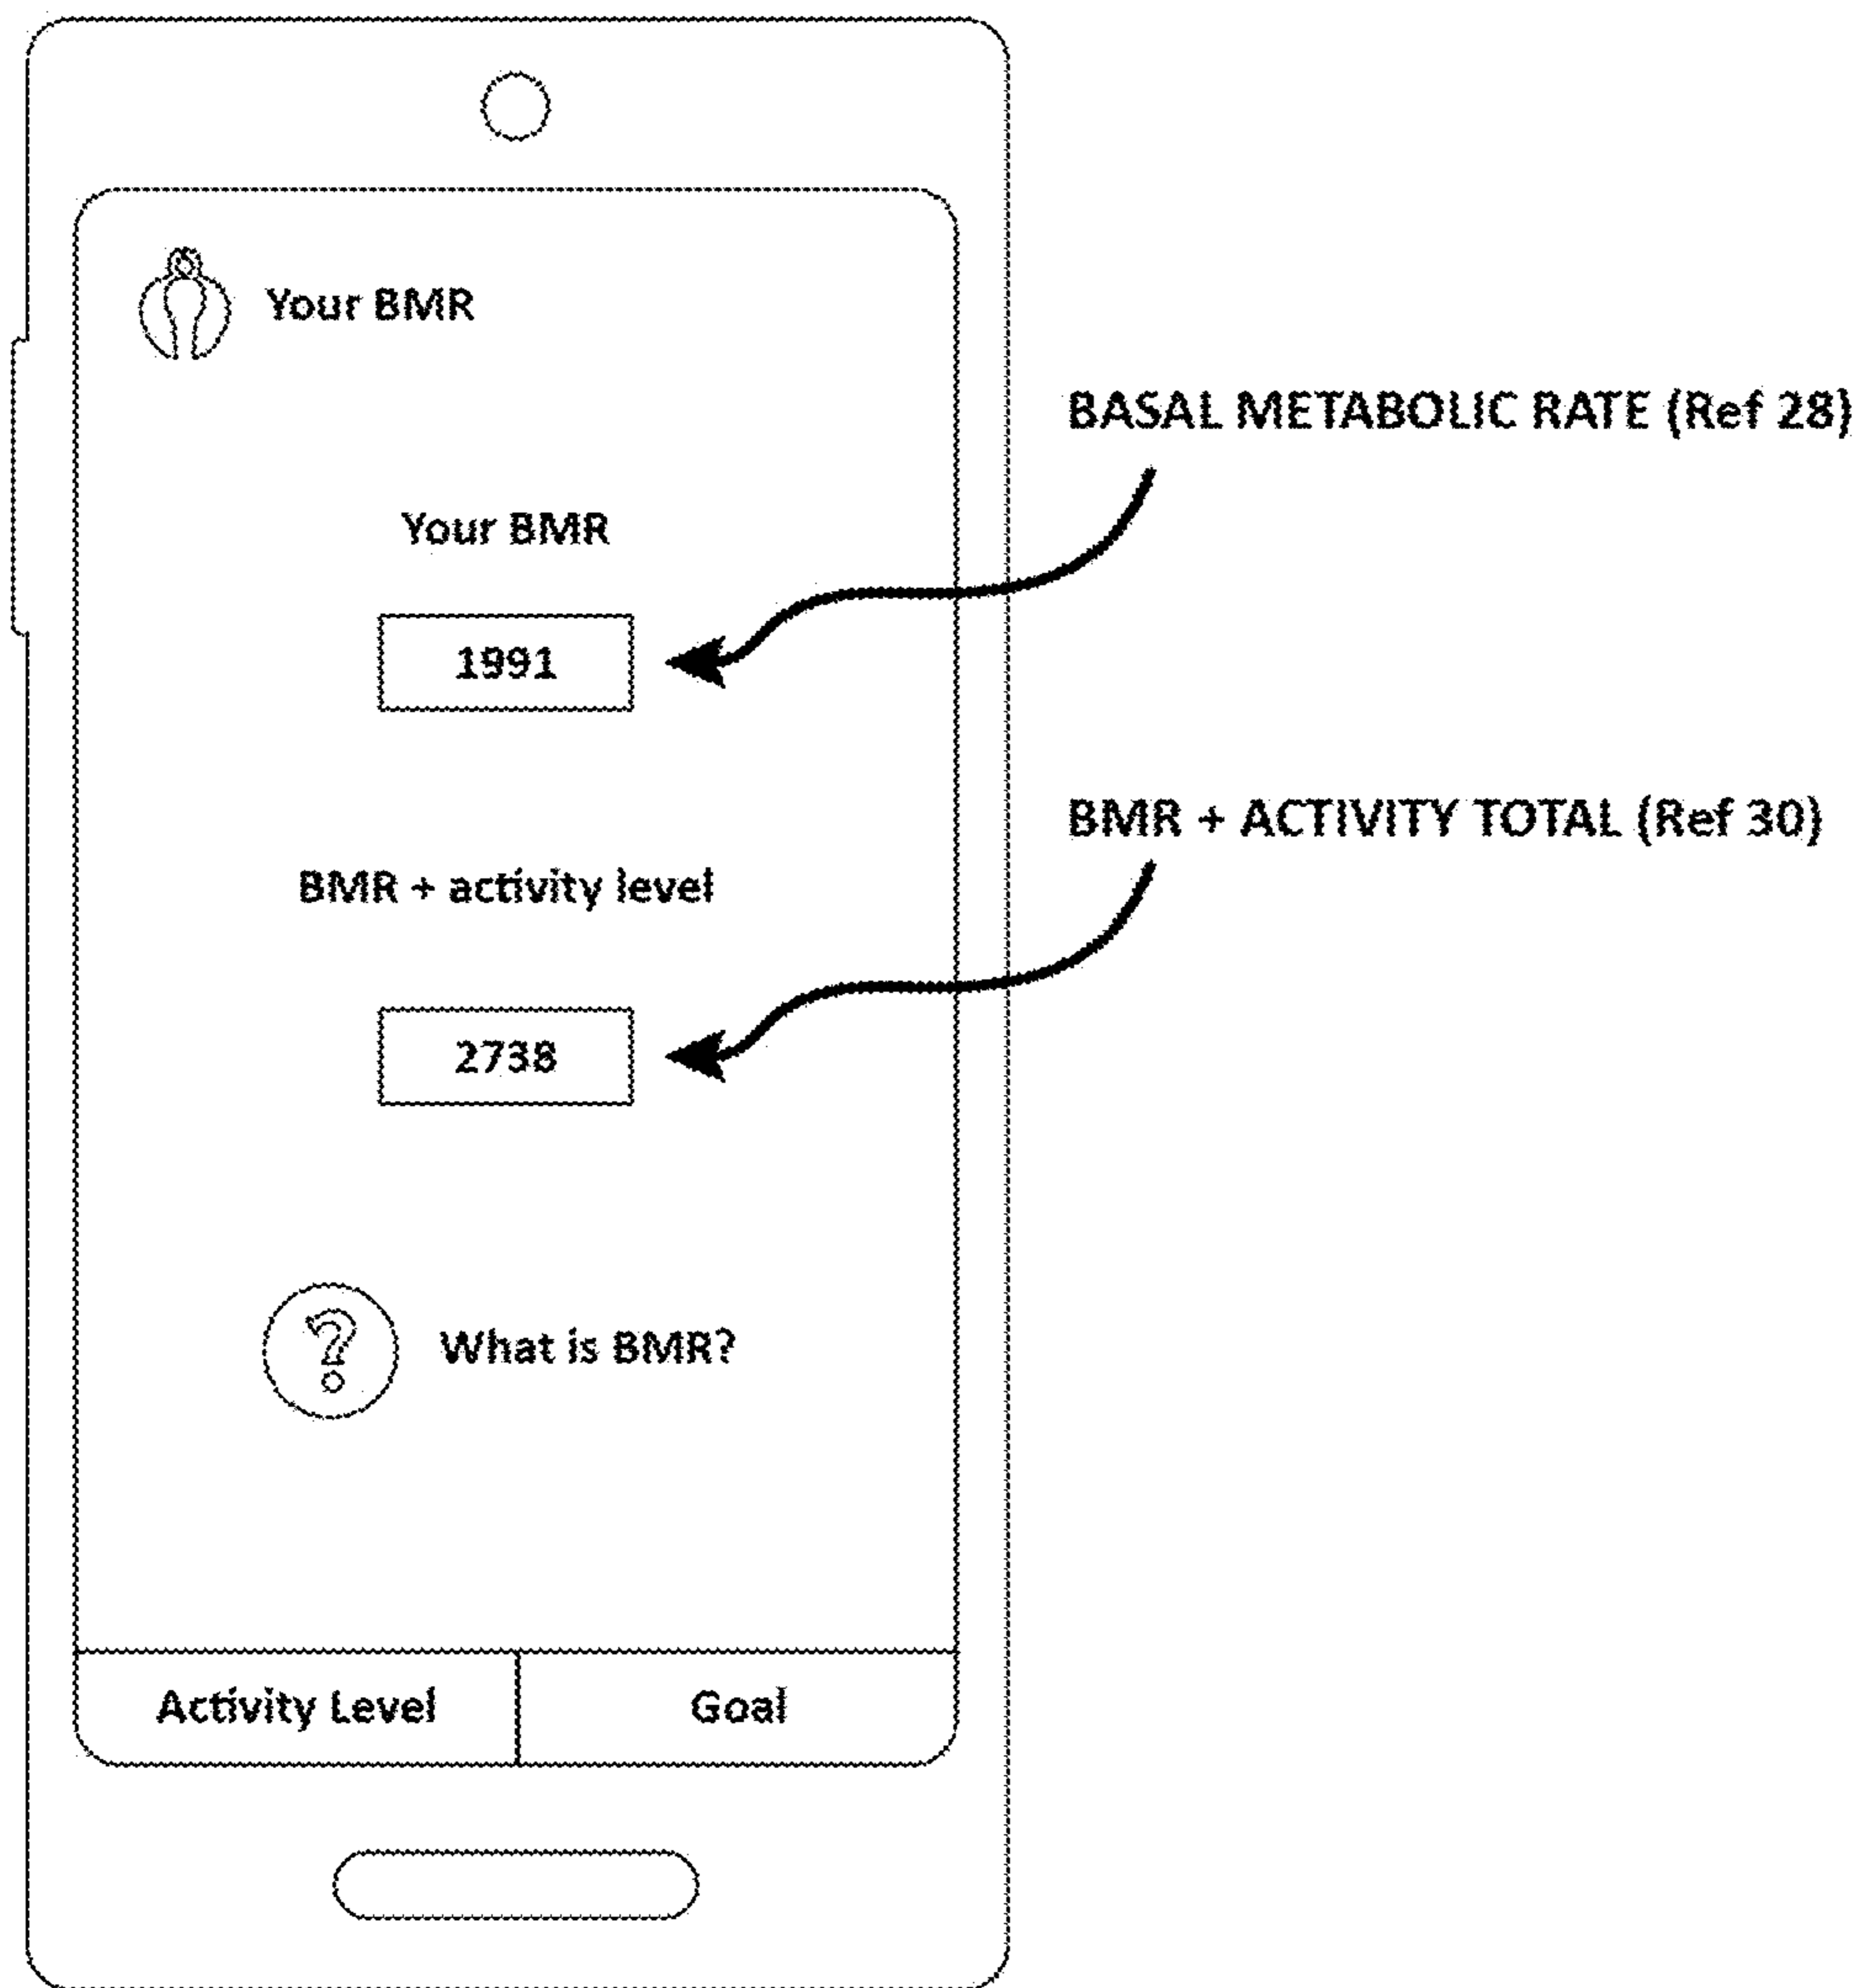 Your BMR
BASAL METABOLIC RATE (Ref 28)
Your BMR
1991
BMR + ACTIVITY TOTAL (Ref 30)
BMR + activity level
2738
What is BMR?
Activity Level
Goal